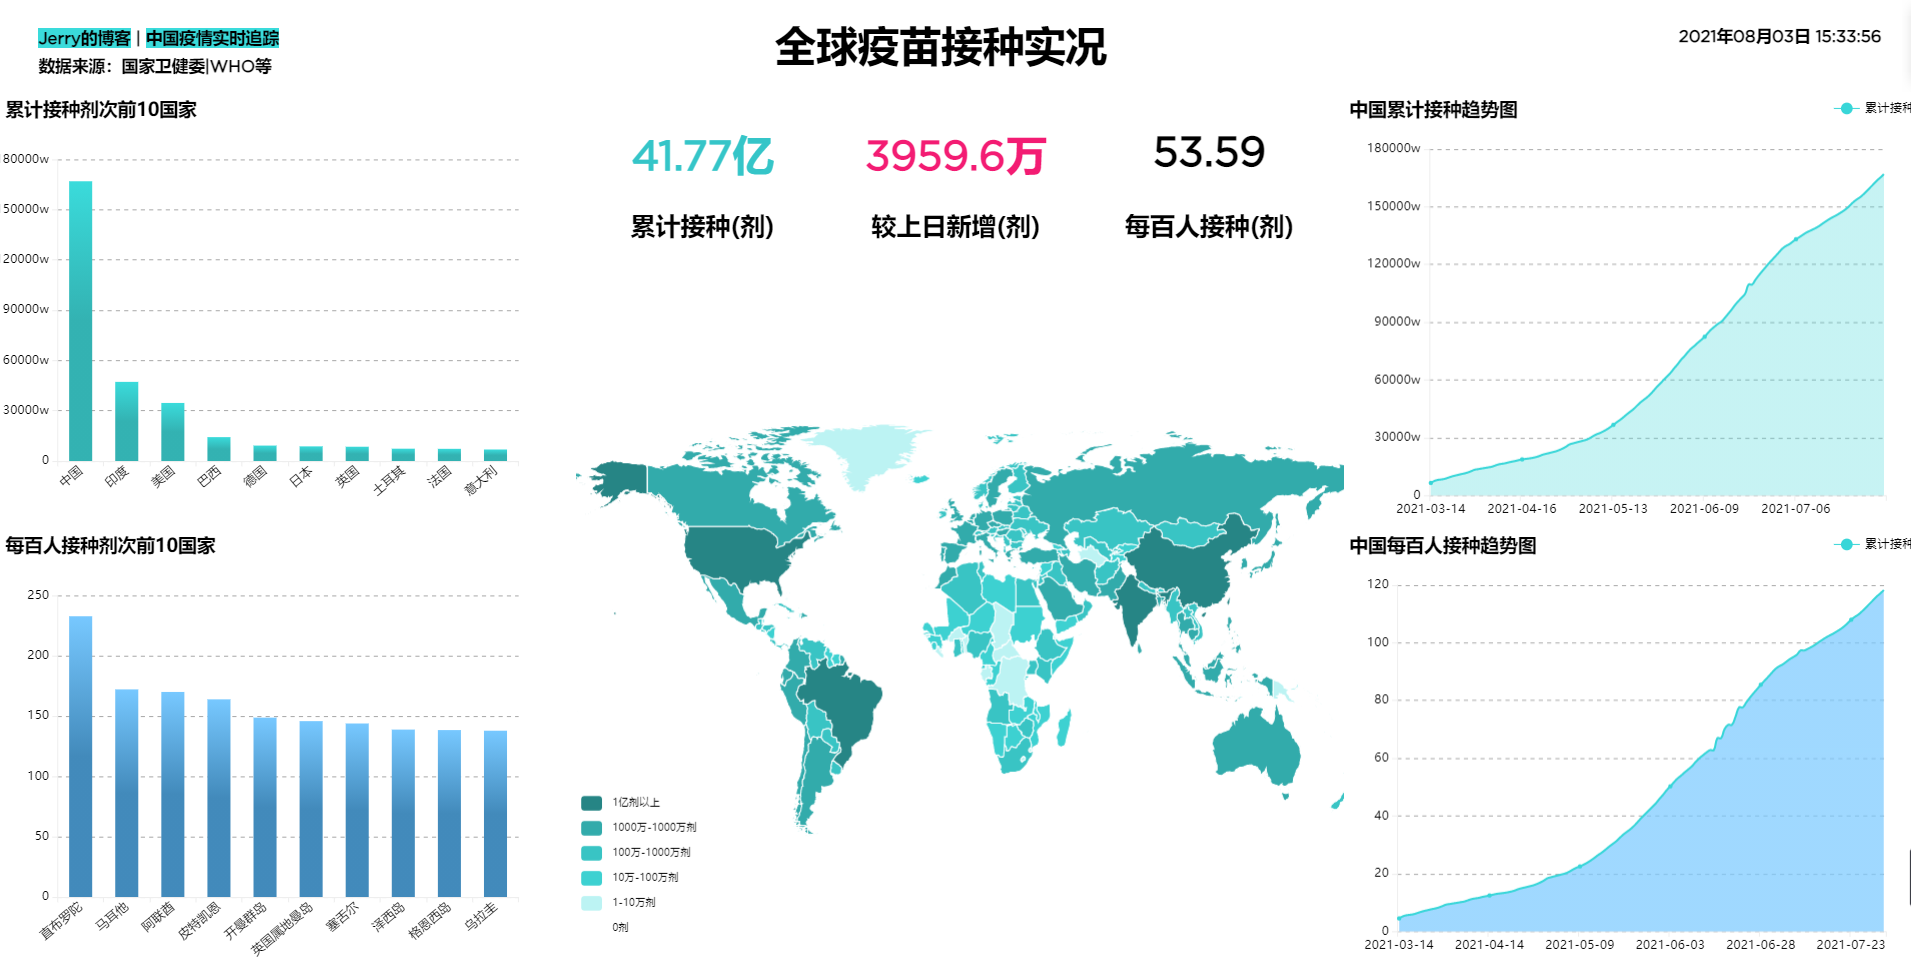 Jerry的博客 | 中国疫情实时追踪
数据来源：国家卫健委|WHO等
全球疫苗接种实况
2021年08月03日 15:33:56
累计接种剂次前10国家
80000w
50000w
20000w
90000w
60000w
30000w
0
中国
印度
美国
巴西
德国
日本
英国
土耳其
法国
意大利
每百人接种剂次前10国家
250
200
150
100
50
0
直布罗陀
马耳他
阿联酋
皮特凯恩
开曼群岛
英国属地曼岛
塞舌尔
泽西岛
格恩西岛
乌拉圭
41.77亿
累计接种(剂)
3959.6万
较上日新增(剂)
53.59
每百人接种(剂)
1亿剂以上
1000万-1000万剂
100万-1000万剂
10万-100万剂
1-10万剂
0剂
中国累计接种趋势图
累计接种
180000w
150000w
120000w
90000w
60000w
30000w
0
2021-03-14
2021-04-16
2021-05-13
2021-06-09
2021-07-06
中国每百人接种趋势图
累计接种
120
100
80
60
40
20
0
2021-03-14
2021-04-14
2021-05-09
2021-06-03
2021-06-28
2021-07-23